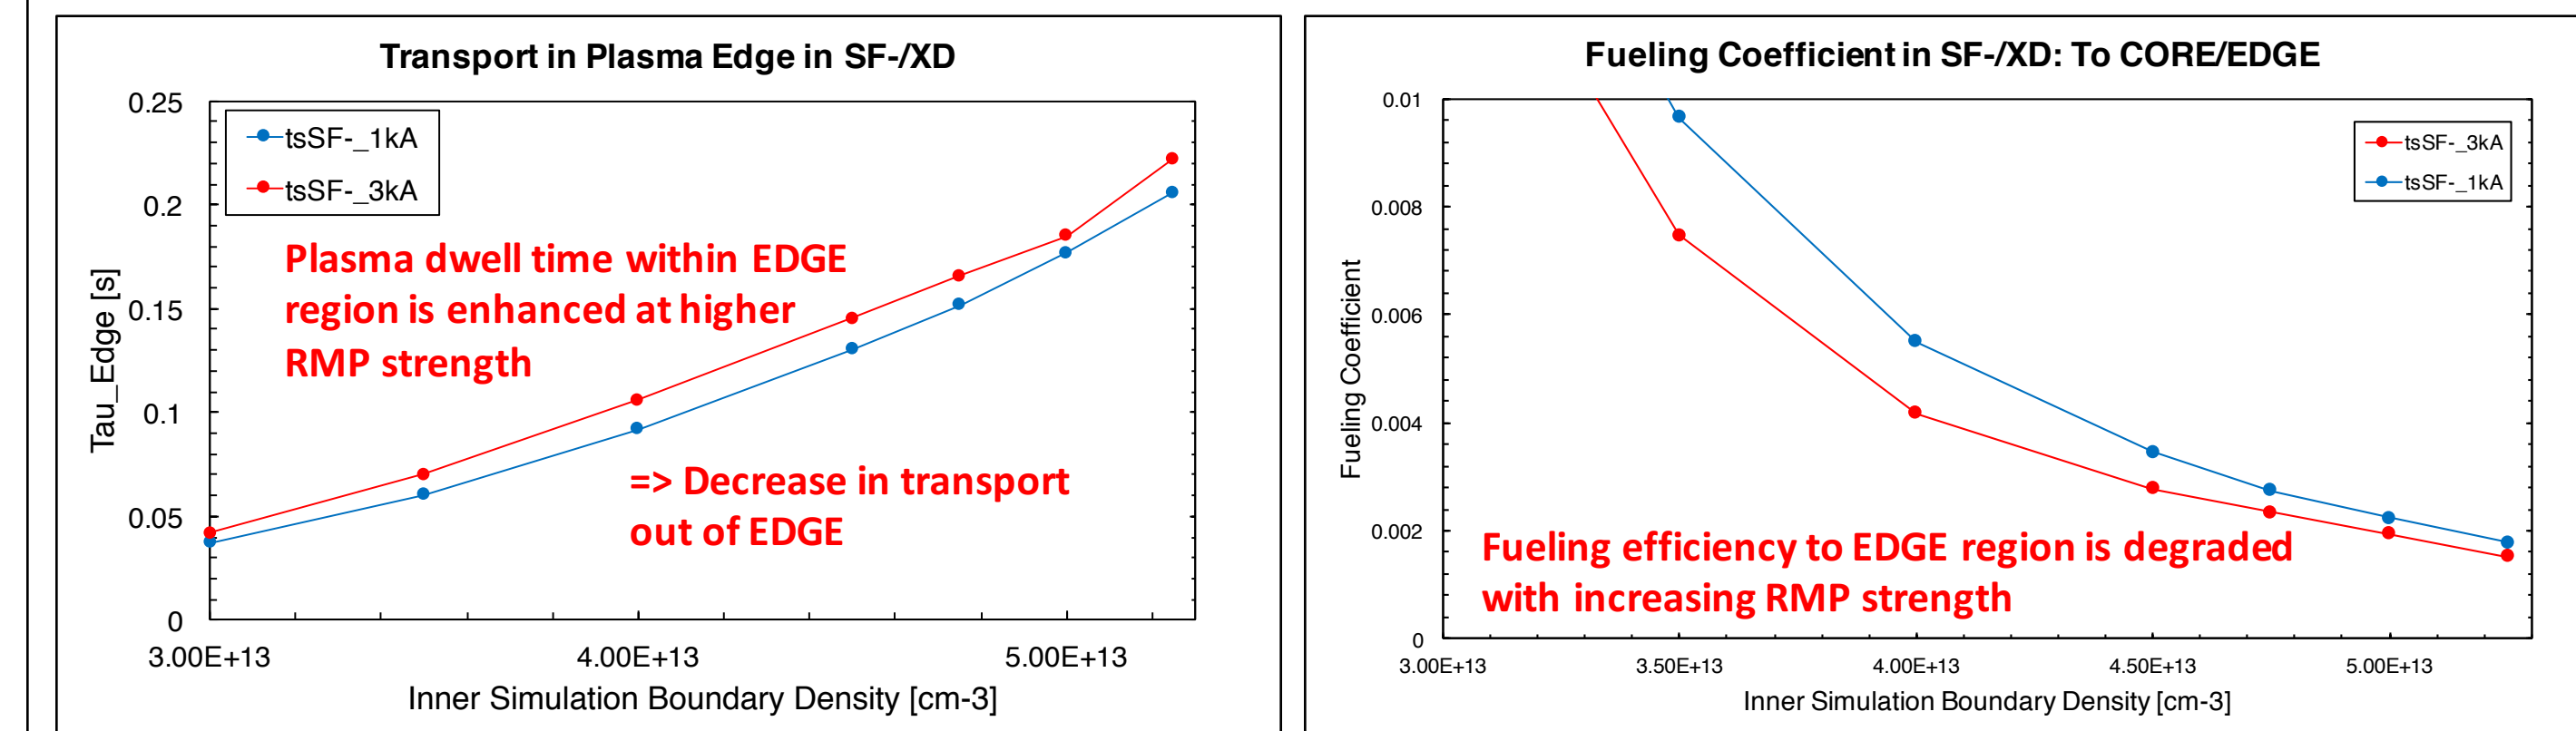 Transport in Plasma Edge in SF-/XD
0.25
0.2
0.15
0.1
0.05
0
Tau_Edge [s]
tsSF-_1kA
tsSF-_3kA
Plasma dwell time within EDGE
region is enhanced at higher
RMP strength
=> Decrease in transport
out of EDGE
3.00E+13
4.00E+13
5.00E+13
Inner Simulation Boundary Density [cm-3]
Fueling Coefficient in SF-/XD: To CORE/EDGE
0.01
0.008
0.006
0.004
0.002
0
Fueling Coefficient
tsSF-_3kA
tsSF-_1kA
Fueling efficiency to EDGE region is degraded
with increasing RMP strength
3.00E+13
3.50E+13
4.00E+13
4.50E+13
5.00E+13
Inner Simulation Boundary Density [cm-3]